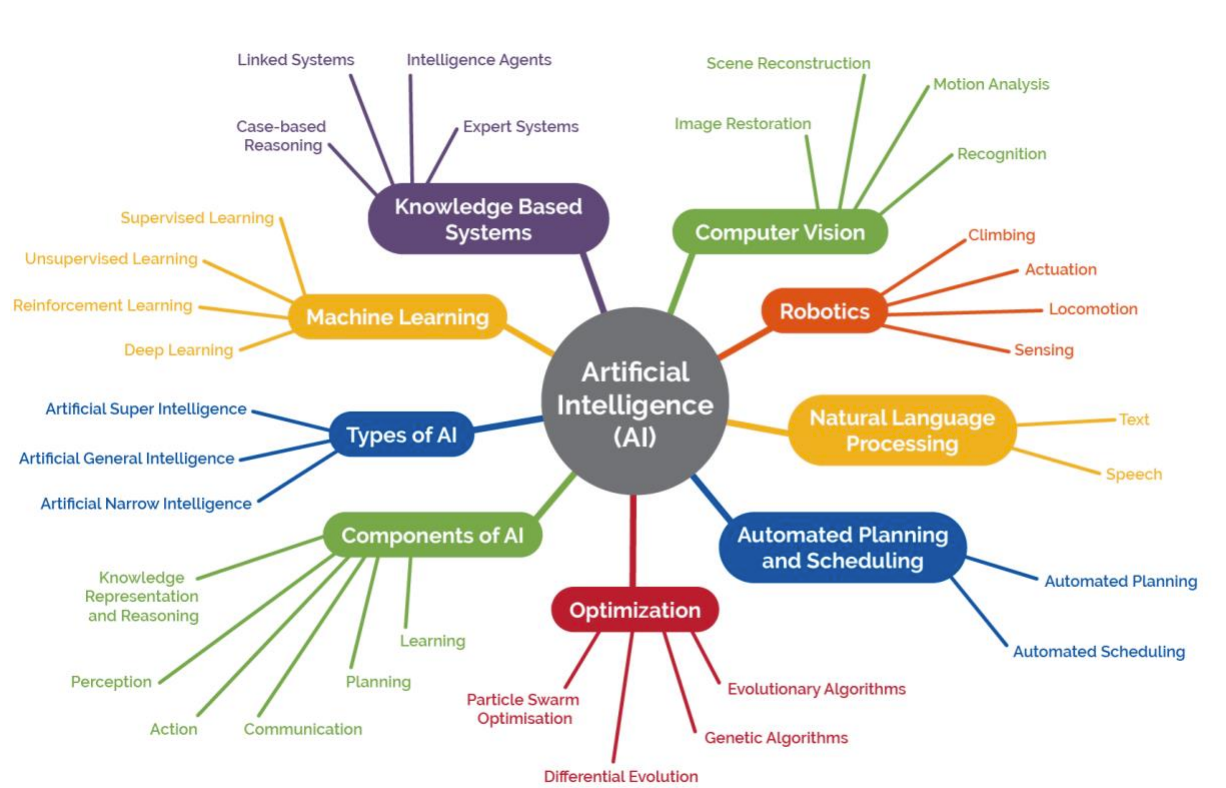 Artificial
Intelligence
(AI)
Knowledge Based
Systems
Linked Systems
Intelligence Agents
Case-based
Reasoning
Expert Systems
Computer Vision
Scene Reconstruction
Motion Analysis
Image Restoration
Recognition
Robotics
Climbing
Actuation
Locomotion
Sensing
Natural Language
Processing
Text
Speech
Automated Planning
and Scheduling
Automated Planning
Automated Scheduling
Optimization
Evolutionary Algorithms
Genetic Algorithms
Differential Evolution
Particle Swarm
Optimisation
Components of AI
Learning
Planning
Communication
Action
Perception
Knowledge
Representation
and Reasoning
Types of AI
Artificial Super Intelligence
Artificial General Intelligence
Artificial Narrow Intelligence
Machine Learning
Supervised Learning
Unsupervised Learning
Reinforcement Learning
Deep Learning